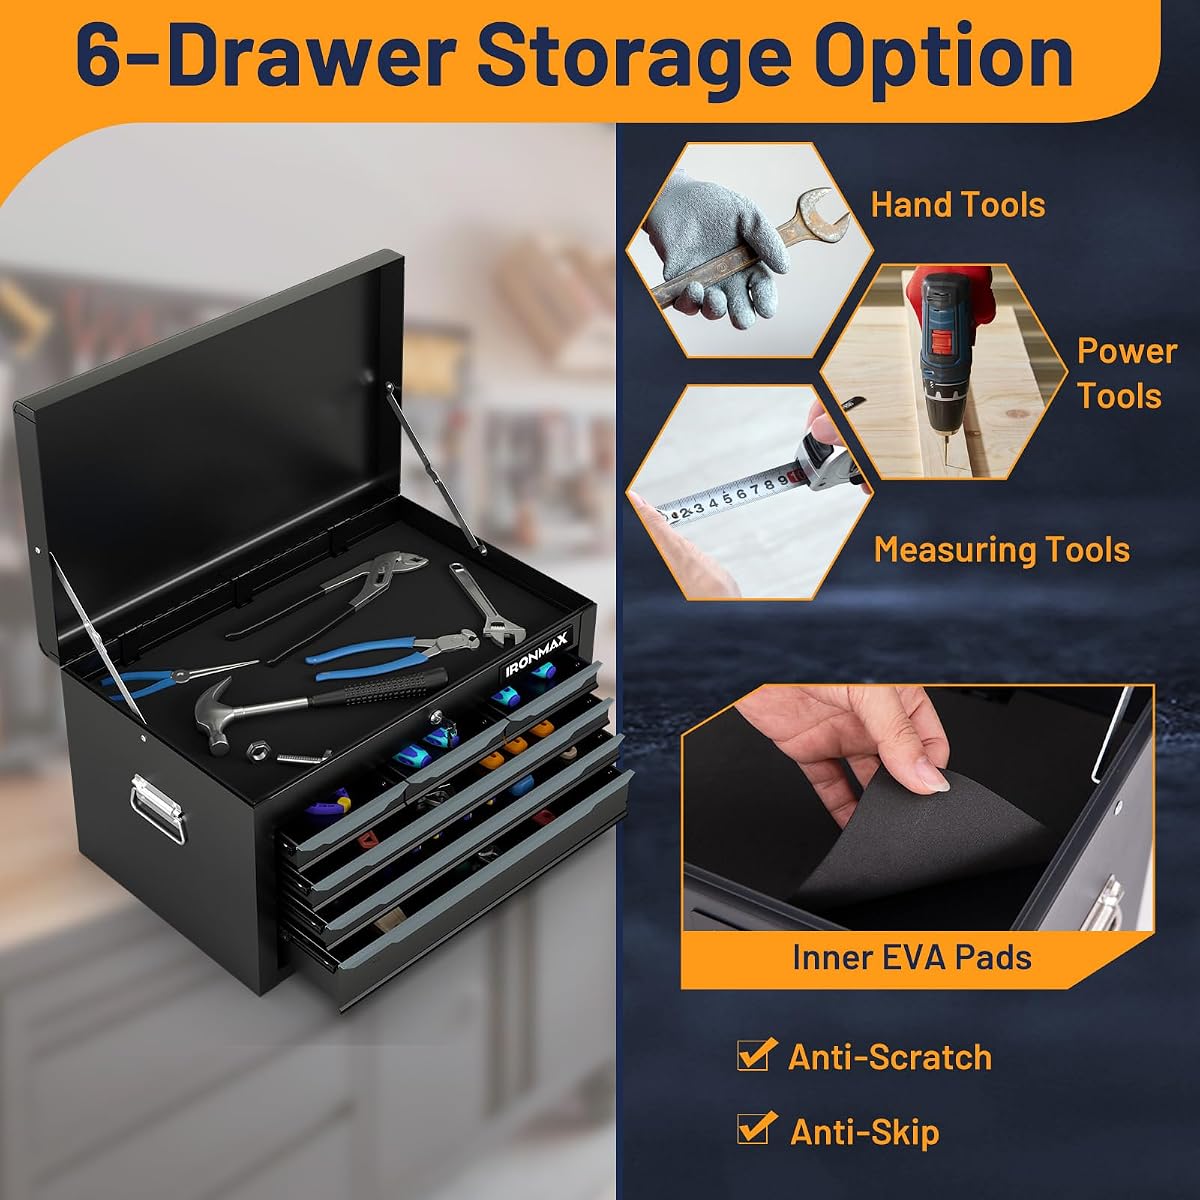 6-Drawer Storage Option
Hand Tools
Power
Tools
Measuring Tools
IRONMAX
Inner EVA Pads
Anti-Scratch
Anti-Skip